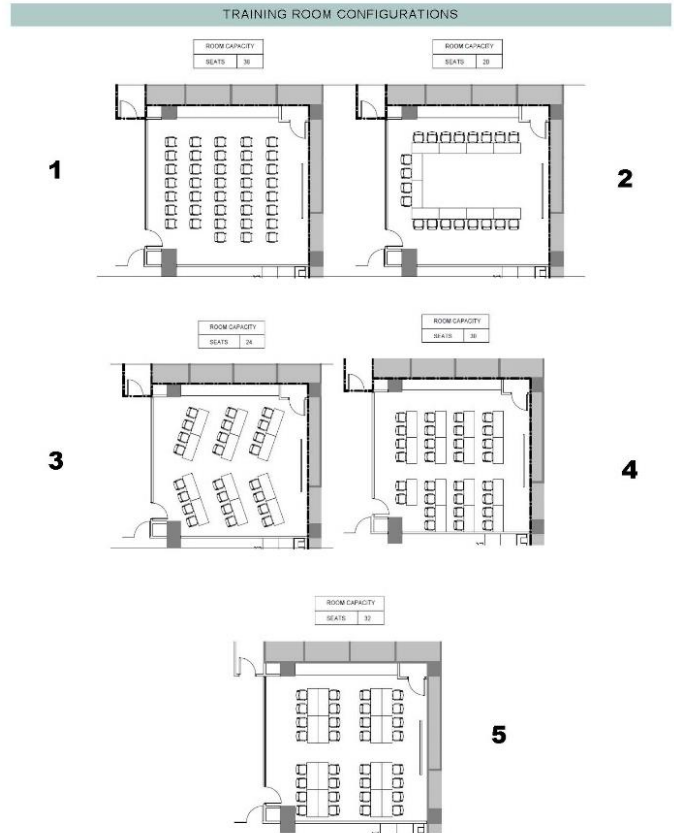 TRAINING ROOM CONFIGURATIONS
ROOM CAPACITY
SEATS 38
1
ROOM CAPACITY
SEATS 20
2
ROOM CAPACITY
SEATS 24
3
ROOM CAPACITY
SEATS 30
4
ROOM CAPACITY
SEATS 32
5